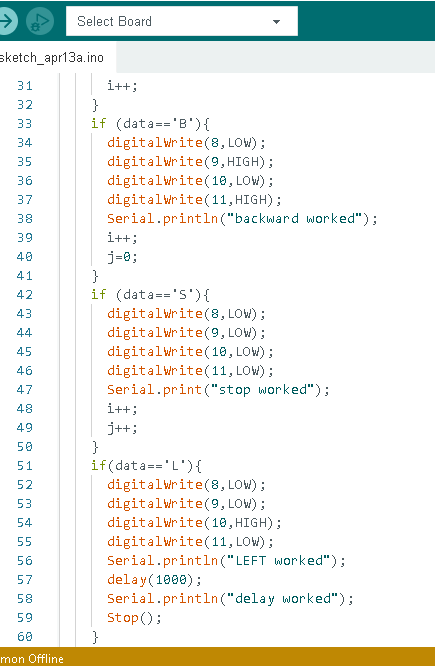 Select Board
sketch_apr13a.ino
31 i++;
32 }
33 if (data=='B'){
34 digitalWrite(8,LOW);
35 digitalWrite(9,HIGH);
36 digitalWrite(10,LOW);
37 digitalWrite(11,HIGH);
38 Serial.println("backward worked");
39 i++;
40 j=0;
41 }
42 if (data=='S'){
43 digitalWrite(8,LOW);
44 digitalWrite(9,LOW);
45 digitalWrite(10,LOW);
46 digitalWrite(11,LOW);
47 Serial.print("stop worked");
48 i++;
49 j++;
50 }
51 if(data=='L'){
52 digitalWrite(8,LOW);
53 digitalWrite(9,LOW);
54 digitalWrite(10,HIGH);
55 digitalWrite(11,LOW);
56 Serial.println("LEFT worked");
57 delay(1000);
58 Serial.println("delay worked");
59 Stop();
60 }
mon Offline